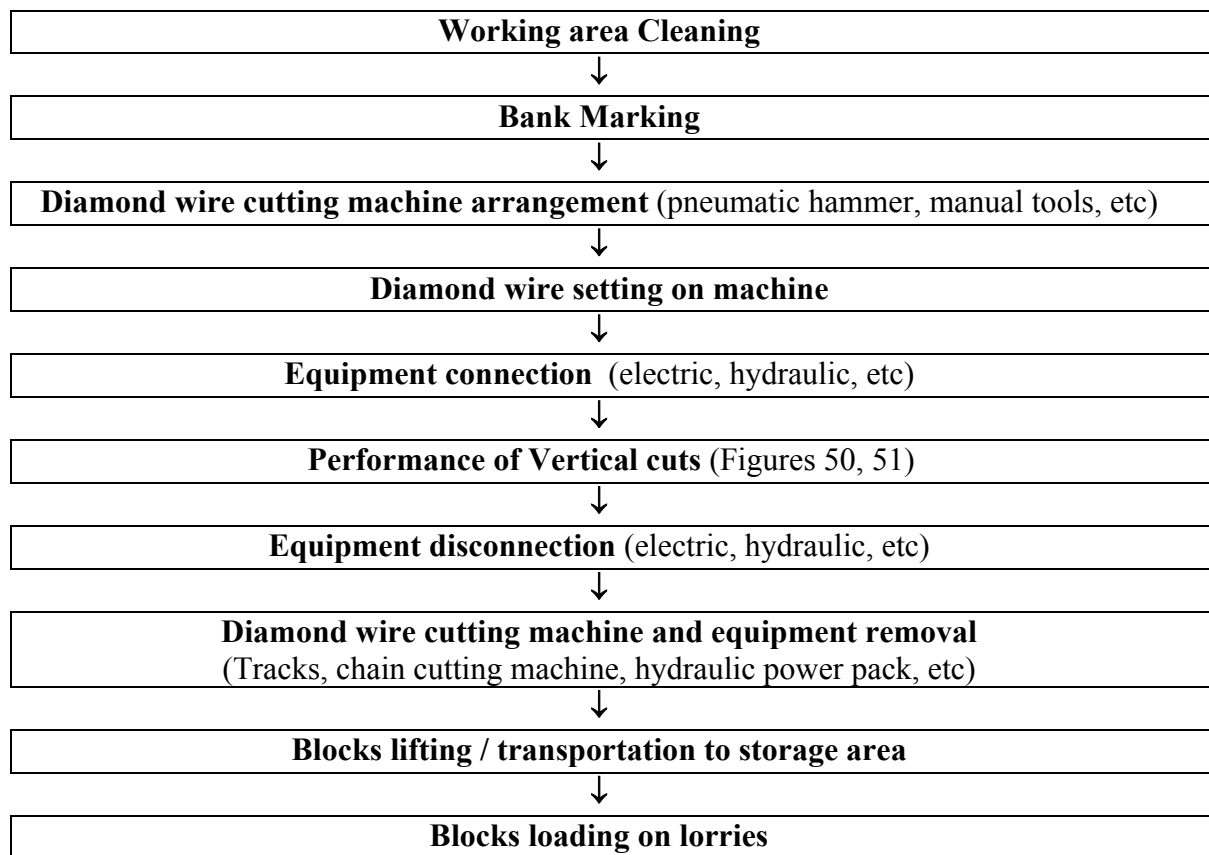 Working area Cleaning
↓
Bank Marking
↓
Diamond wire cutting machine arrangement (pneumatic hammer, manual tools, etc)
↓
Diamond wire setting on machine
↓
Equipment connection  (electric, hydraulic, etc)
↓
Performance of Vertical cuts (Figures 50, 51)
↓
Equipment disconnection (electric, hydraulic, etc)
↓
Diamond wire cutting machine and equipment removal
(Tracks, chain cutting machine, hydraulic power pack, etc)
↓
Blocks lifting / transportation to storage area
↓
Blocks loading on lorries